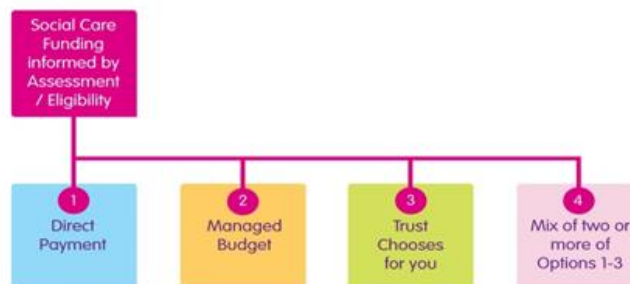 Social Care
Funding
informed by
Assessment
/ Eligibility
1
Direct
Payment
2
Managed
Budget
3
Trust
Chooses
for you
4
Mix of two or
more of
Options 1-3